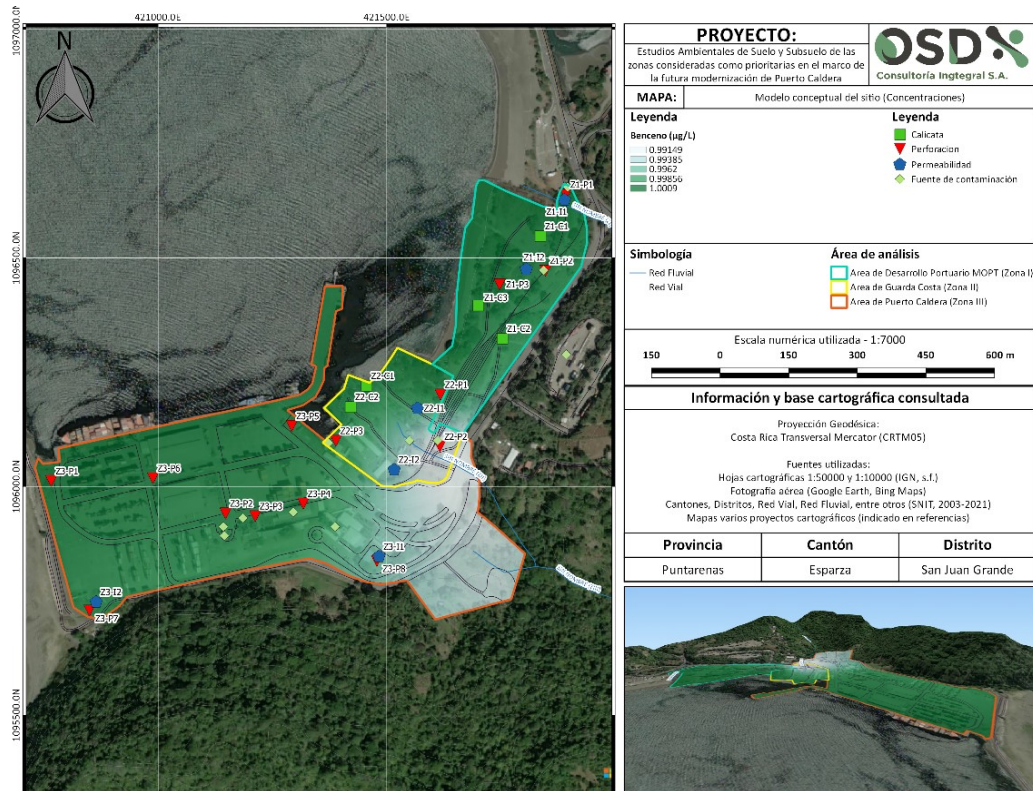 421000.0E
421500.0E
1097000.0N
1096500.0N
1096000.0N
1095500.0N
N
Z1-P1
Z1-I1
Z1-C1
Z1-I2
Z1-P2
Z1-P3
Z1-C3
Z1-C2
Z2-C1
Z2-C2
Z2-P1
Z2-I1
Z2-P3
Z2-P2
Z2-I2
Z3-P5
Z3-P1
Z3-P6
Z3-P2
Z3-P3
Z3-P4
Z3-I1
Z3-P8
Z3-I2
Z3-P7
PROYECTO:
Estudios Ambientales de Suelo y Subsuelo de las
zonas consideradas como prioritarias en el marco de
la futura modernización de Puerto Caldera
OSD
Consultoría Ingtegral S.A.
MAPA:
Modelo conceptual del sitio (Concentraciones)
Leyenda
Benceno (µg/L)
0.99149
0.99385
0.9962
0.99856
1.0009
Leyenda
Calicata
Perforacion
Permeabilidad
Fuente de contaminación
Simbología
Red Fluvial
Red Vial
Área de análisis
Area de Desarrollo Portuario MOPT (Zona I)
Area de Guarda Costa (Zona II)
Area de Puerto Caldera (Zona III)
Escala numérica utilizada - 1:7000
150 0 150 300 450 600 m
Información y base cartográfica consultada
Proyección Geodésica:
Costa Rica Transversal Mercator (CRTM05)
Fuentes utilizadas:
Hojas cartográficas 1:50000 y 1:10000 (IGN, s.f.)
Fotografía aérea (Google Earth, Bing Maps)
Cantones, Distritos, Red Vial, Red Fluvial, entre otros (SNIT, 2003-2021)
Mapas varios proyectos cartográficos (indicado en referencias)
Provincia Cantón Distrito
Puntarenas Esparza San Juan Grande